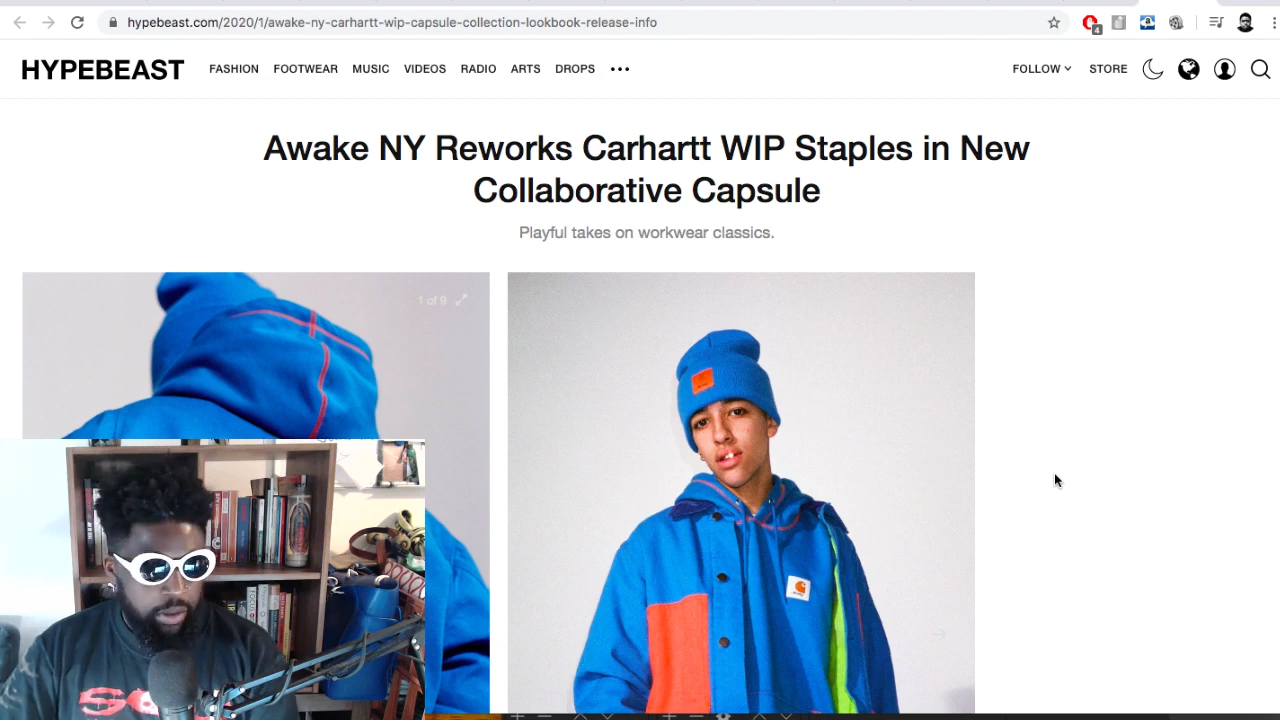 hypebeast.com/2020/1/awake-ny-carhartt-wip-capsule-collection-lookbook-release-info
4
HYPEBEAST FASHION FOOTWEAR MUSIC VIDEOS RADIO ARTS DROPS FOLLOW STORE
Awake NY Reworks Carhartt WIP Staples in New
Collaborative Capsule
Playful takes on workwear classics.
1 of 9